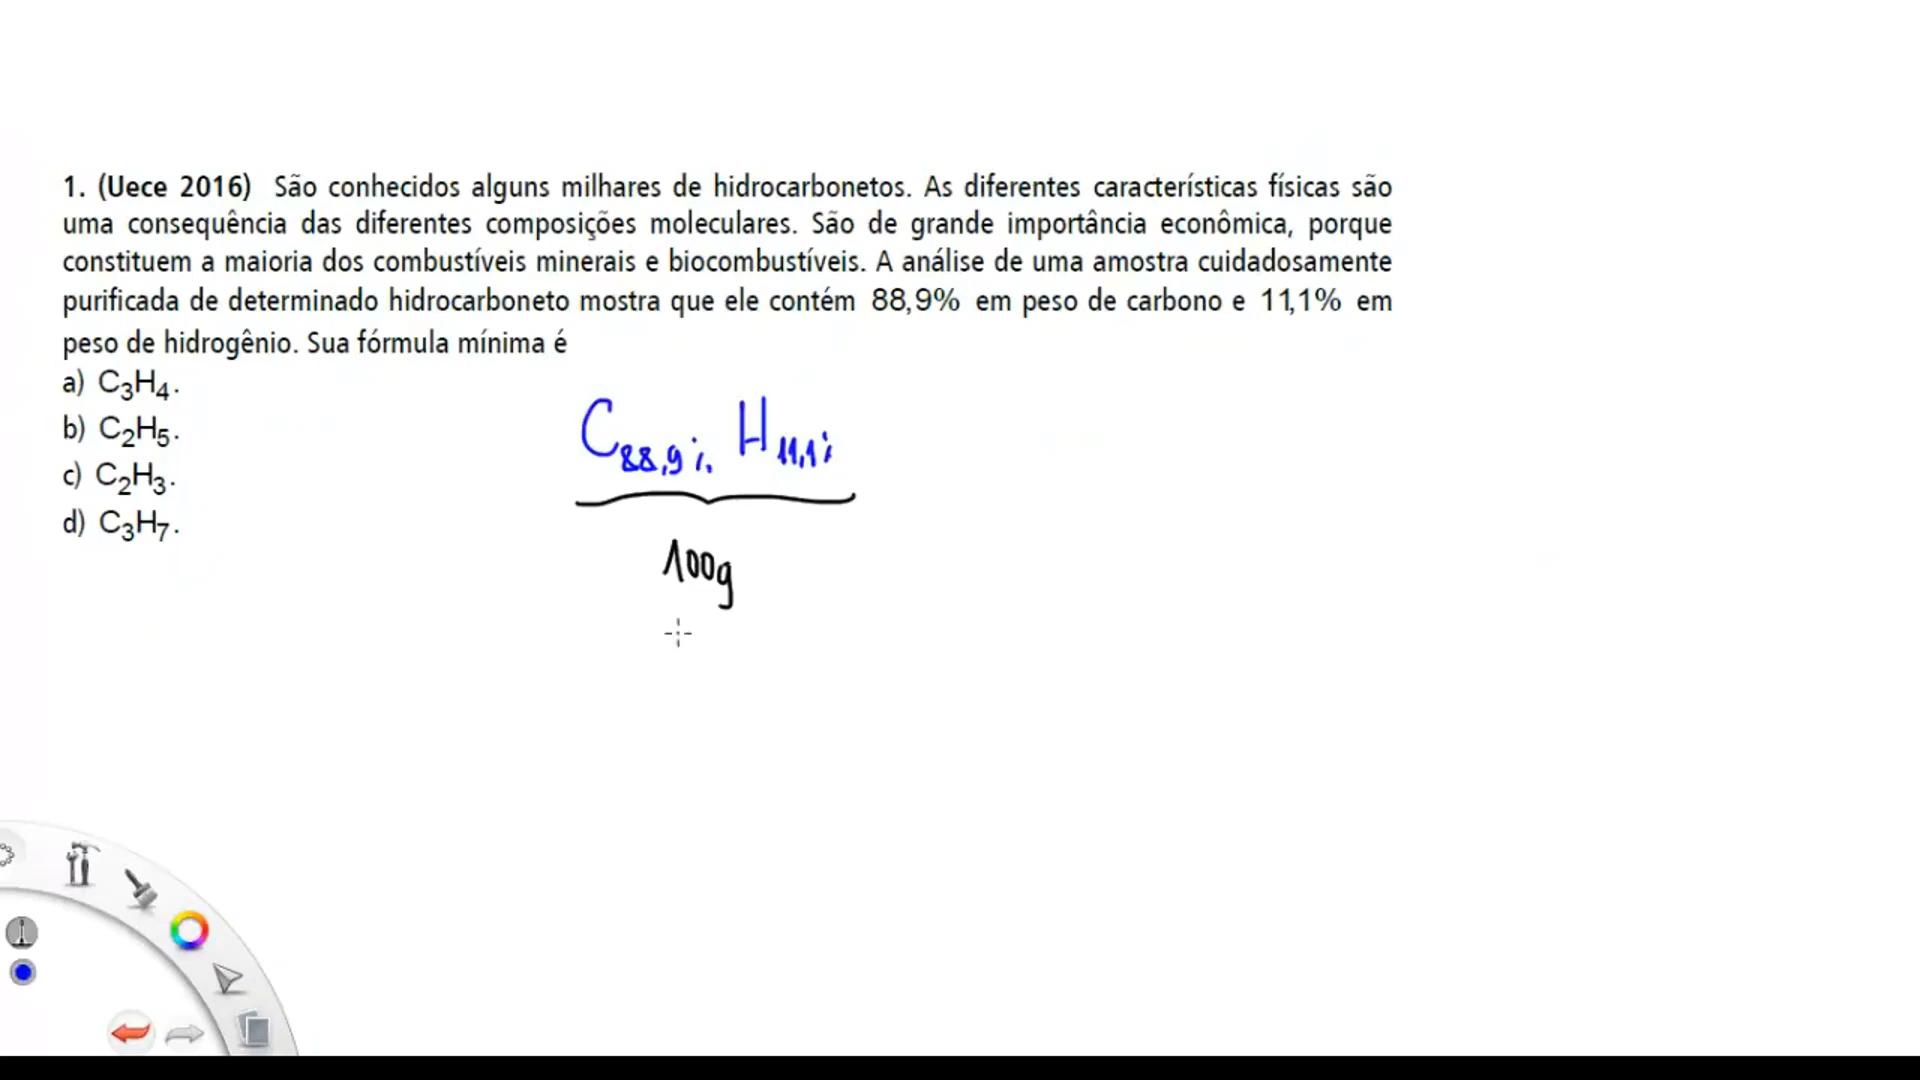 1. (Uece 2016) São conhecidos alguns milhares de hidrocarbonetos. As diferentes características físicas são
uma consequência das diferentes composições moleculares. São de grande importância econômica, porque
constituem a maioria dos combustíveis minerais e biocombustíveis. A análise de uma amostra cuidadosamente
purificada de determinado hidrocarboneto mostra que ele contém 88,9% em peso de carbono e 11,1% em
peso de hidrogênio. Sua fórmula mínima é
a) C₃H₄.
b) C₂H₅.
c) C₂H₃.
d) C₃H₇.
C88,9% H11,1%
100g